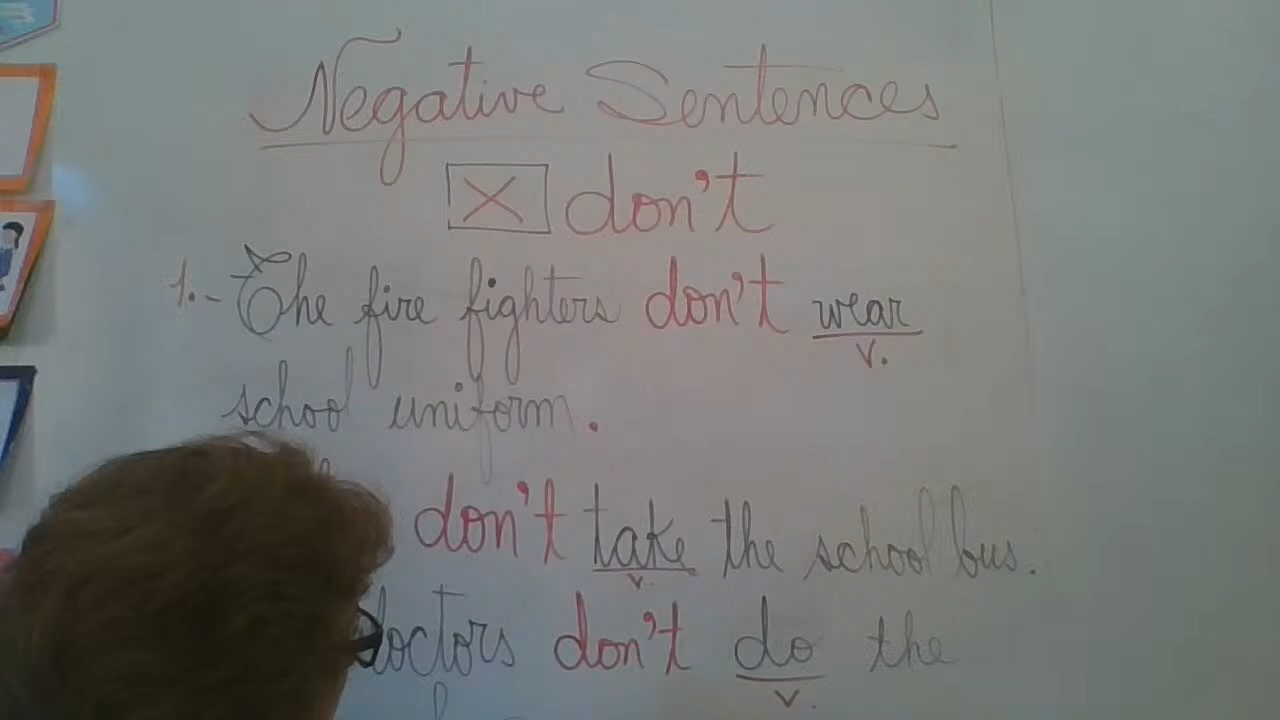 Negative Sentences
X don't
1.- The fire fighters don't wear
v.
school uniform.
don't take the school bus.
v.
doctors don't do the
v.